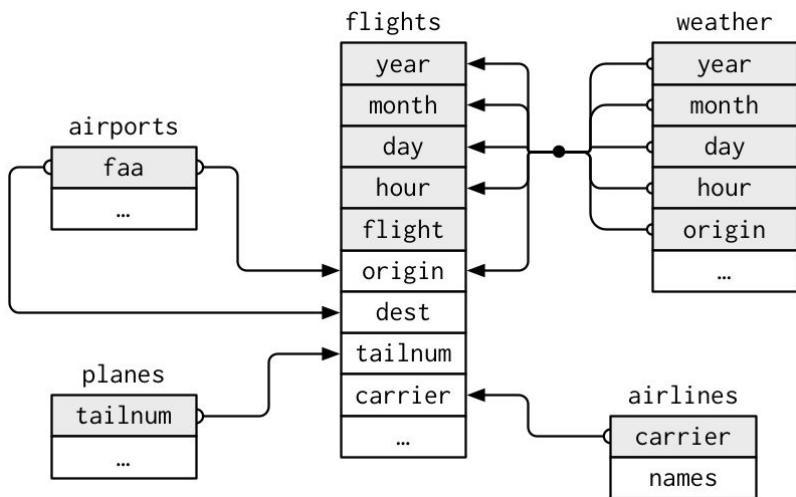 flights
year
month
day
hour
flight
origin
dest
tailnum
carrier
…
weather
year
month
day
hour
origin
…
airports
faa
…
planes
tailnum
…
airlines
carrier
names